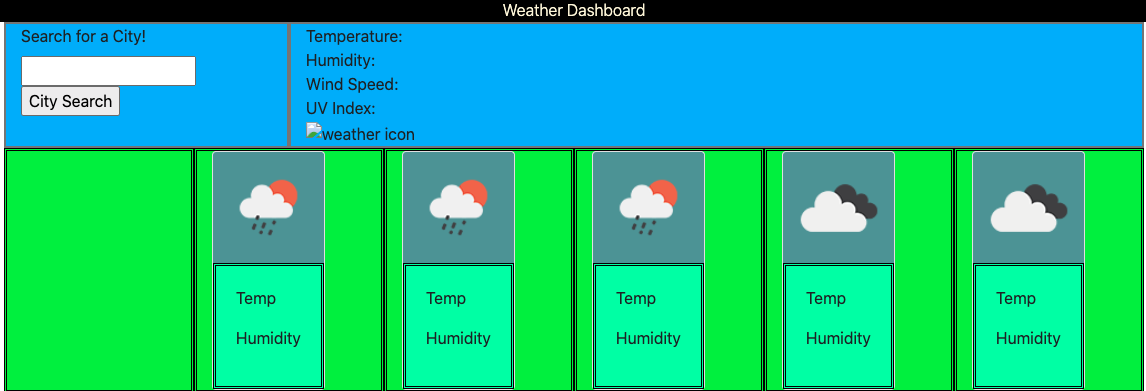 Weather Dashboard
Search for a City!
City Search
Temperature:
Humidity:
Wind Speed:
UV Index:
weather icon
Temp
Humidity
Temp
Humidity
Temp
Humidity
Temp
Humidity
Temp
Humidity